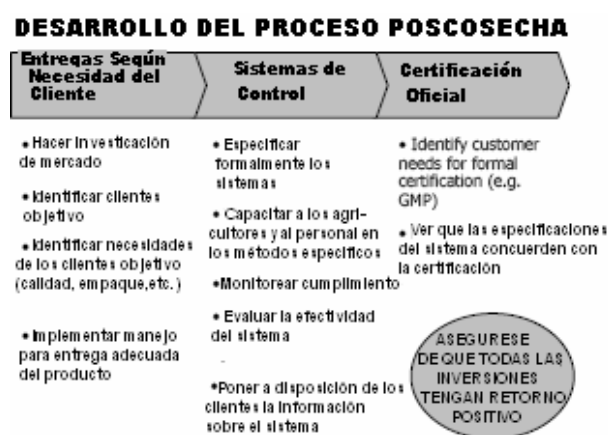 DESARROLLO DEL PROCESO POSCOSECHA
Entregas Según
Necesidad del
Cliente
• Hacer investicación
de mercado
• Identificar clientes
objetivo
• Identificar necesidades
de los clientes objetivo
(calidad, empaque,etc.)
• Implementar manejo
para entrega adecuada
del producto
Sistemas de
Control
• Especificar
formalmente los
sistemas
• Capacitar a los agri-
cultores y al personal en
los métodos específicos
•Monitorear cumplimiento
• Evaluar la efectividad
del sistema
•Poner a disposición de los
clientes la información
sobre el sistema
Certificación
Oficial
• Identify customer
needs for formal
certification (e.g.
GMP)
• Ver que las especificaciones
del sistema concuerden con
la certificación
ASEGURESE
DE QUE TODAS LAS
INVERSIONES
TENGAN RETORNO
POSITIVO